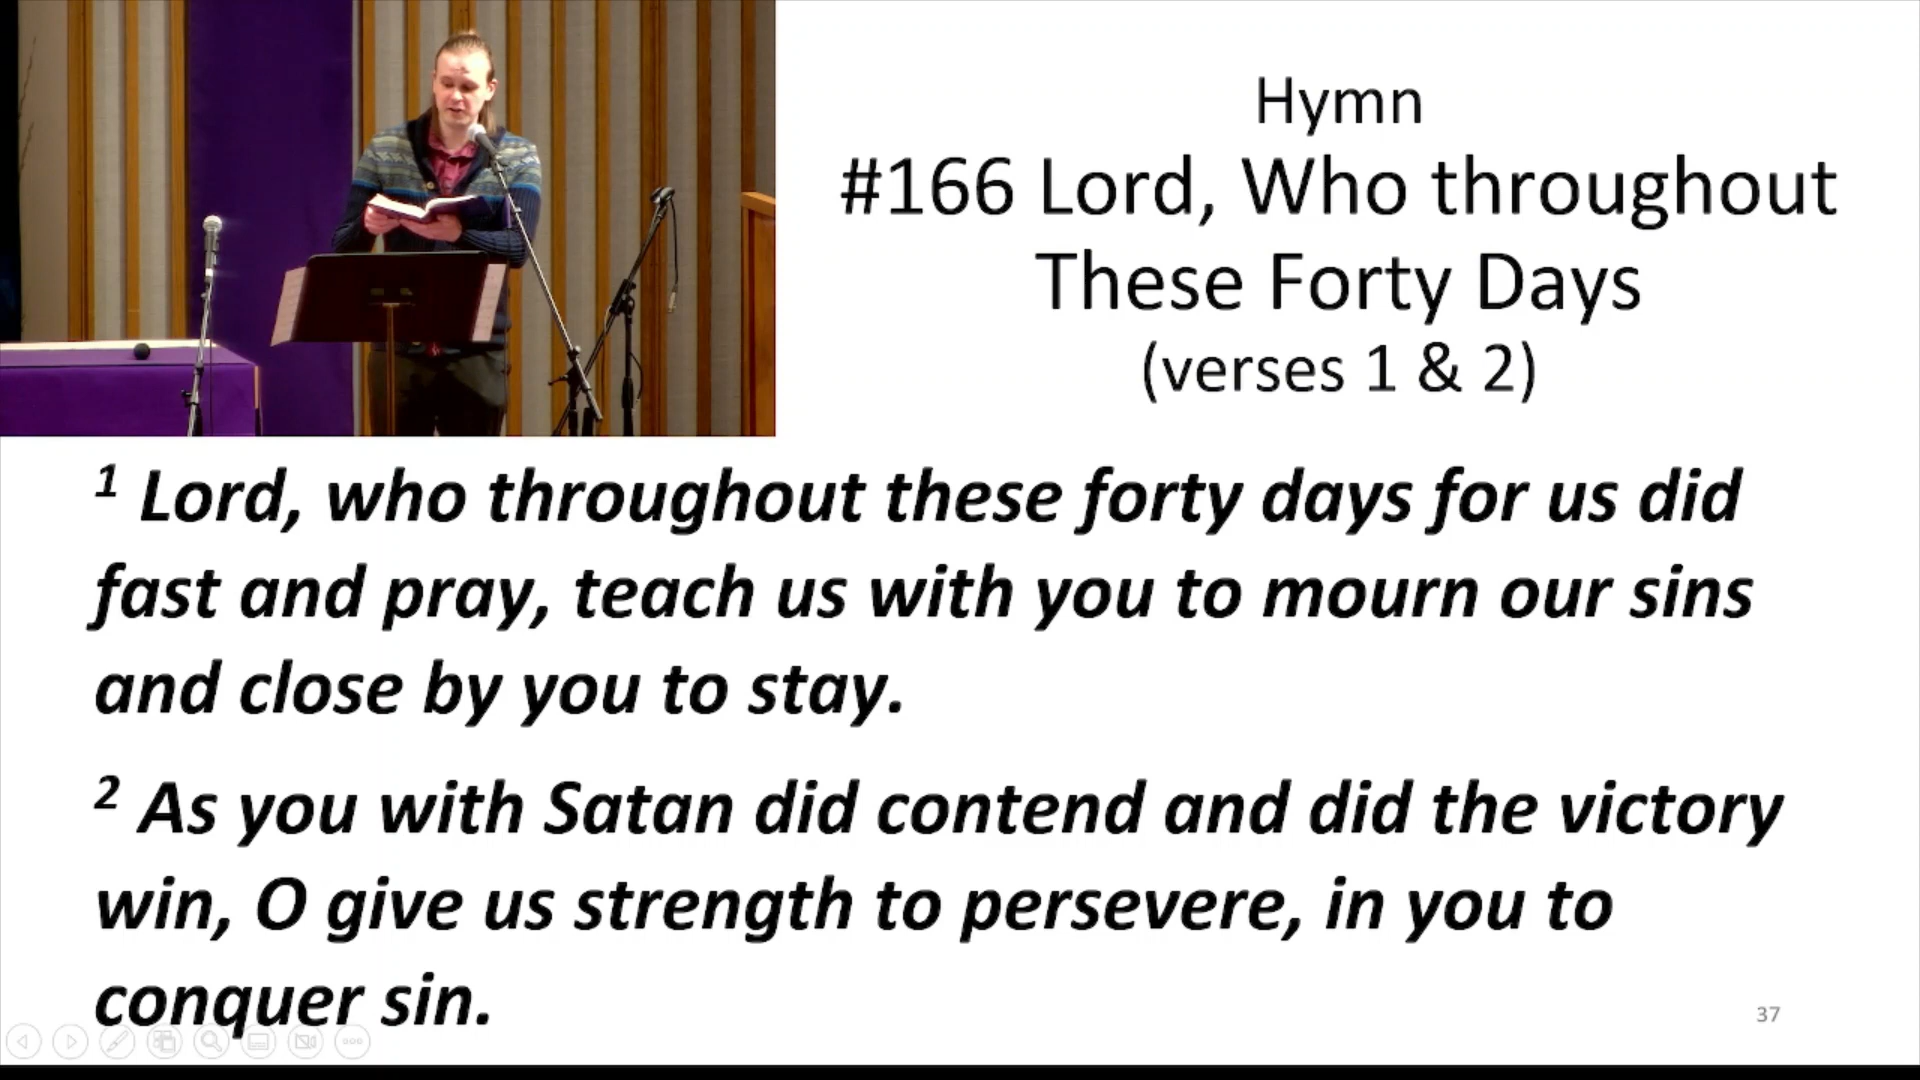 Hymn
#166 Lord, Who throughout
These Forty Days
(verses 1 & 2)
1 Lord, who throughout these forty days for us did
fast and pray, teach us with you to mourn our sins
and close by you to stay.
2 As you with Satan did contend and did the victory
win, O give us strength to persevere, in you to
conquer sin.
37